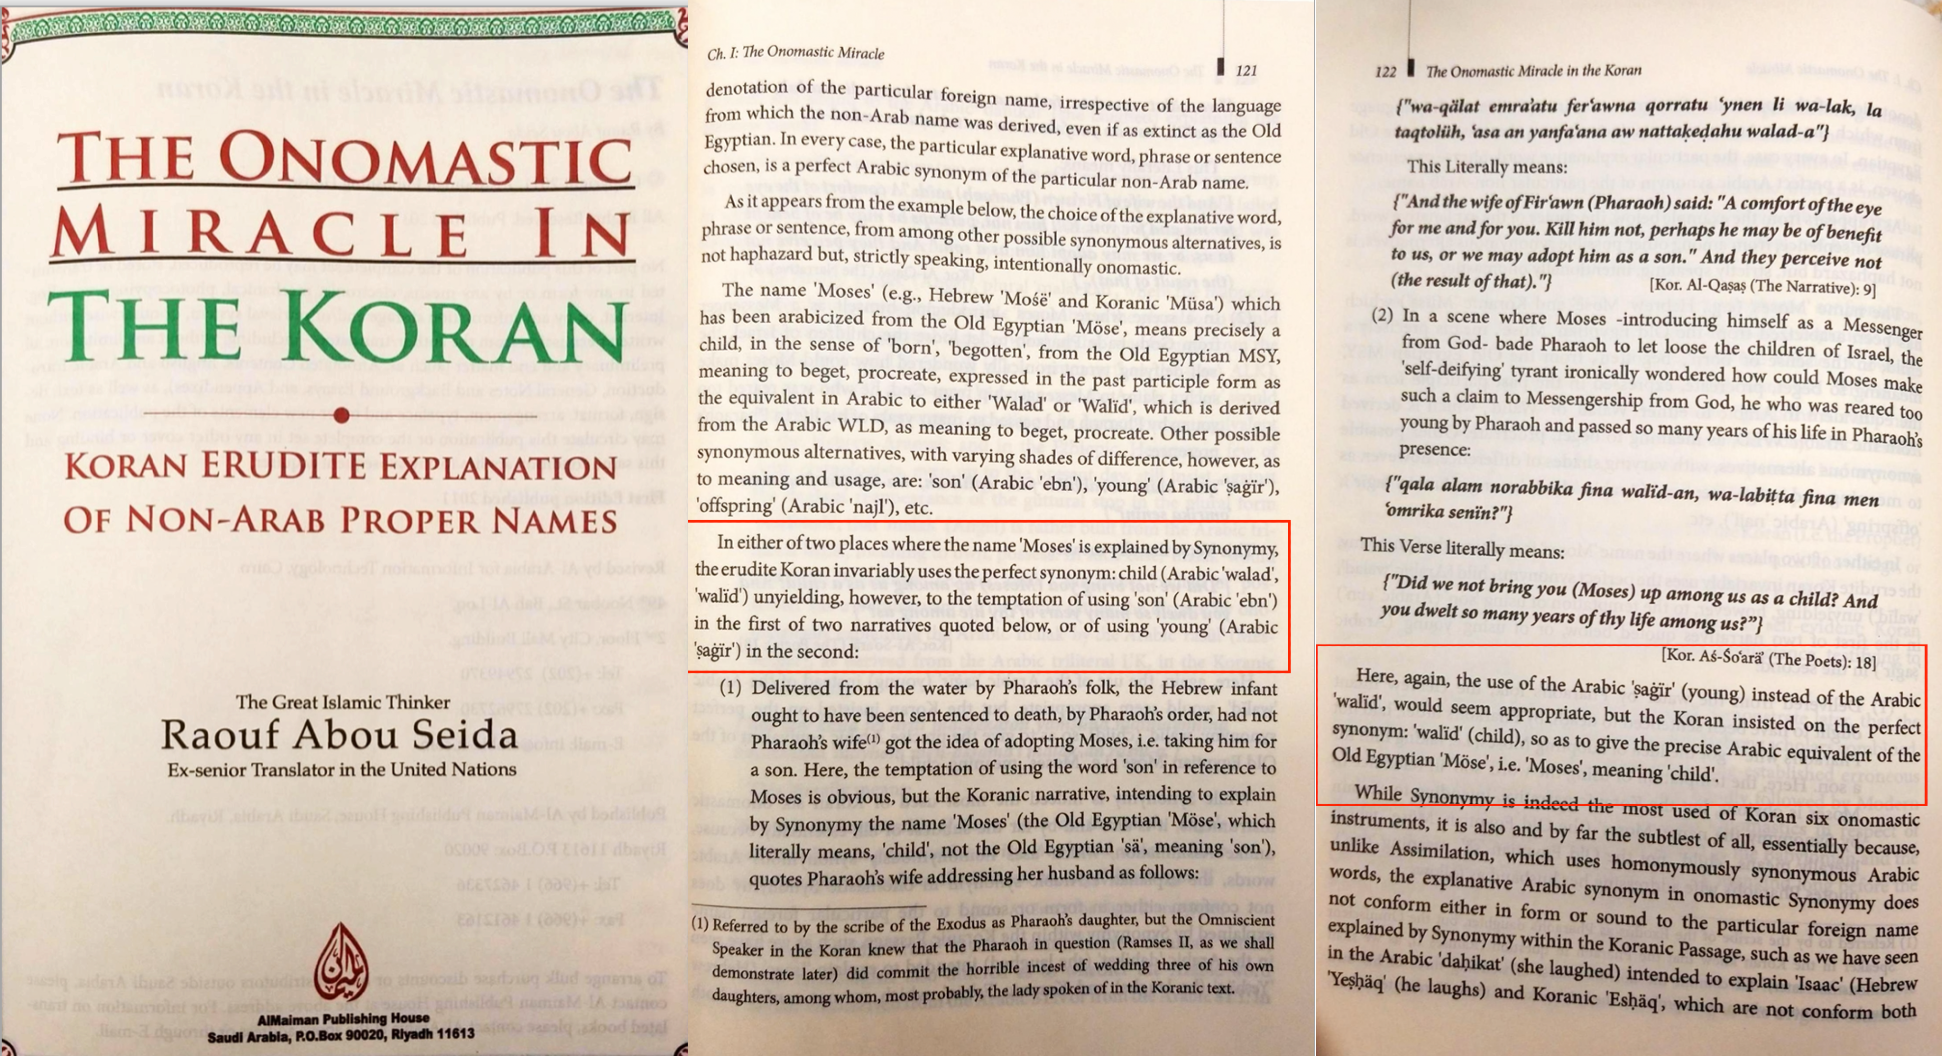 THE ONOMASTIC
MIRACLE IN
THE KORAN
KORAN ERUDITE EXPLANATION
OF NON-ARAB PROPER NAMES
The Great Islamic Thinker
Raouf Abou Seida
Ex-senior Translator in the United Nations
AlMaiman Publishing House
Saudi Arabia, P.O.Box 90020, Riyadh 11613
Ch. I: The Onomastic Miracle
121
denotation of the particular foreign name, irrespective of the language
from which the non-Arab name was derived, even if as extinct as the Old
Egyptian. In every case, the particular explanative word, phrase or sentence
chosen, is a perfect Arabic synonym of the particular non-Arab name.
As it appears from the example below, the choice of the explanative word,
phrase or sentence, from among other possible synonymous alternatives, is
not haphazard but, strictly speaking, intentionally onomastic.
The name 'Moses' (e.g., Hebrew 'Mośë' and Koranic 'Müsa') which
has been arabicized from the Old Egyptian 'Möse', means precisely a
child, in the sense of 'born', 'begotten', from the Old Egyptian MSY,
meaning to beget, procreate, expressed in the past participle form as
the equivalent in Arabic to either 'Walad' or 'Walïd', which is derived
from the Arabic WLD, as meaning to beget, procreate. Other possible
synonymous alternatives, with varying shades of difference, however, as
to meaning and usage, are: 'son' (Arabic 'ebn'), 'young' (Arabic 'ṣaġïr'),
'offspring' (Arabic 'najl'), etc.
In either of two places where the name 'Moses' is explained by Synonymy,
the erudite Koran invariably uses the perfect synonym: child (Arabic 'walad',
'walïd') unyielding, however, to the temptation of using 'son' (Arabic 'ebn')
in the first of two narratives quoted below, or of using 'young' (Arabic
'ṣaġïr') in the second:
(1) Delivered from the water by Pharaoh's folk, the Hebrew infant
ought to have been sentenced to death, by Pharaoh's order, had not
Pharaoh's wife(1) got the idea of adopting Moses, i.e. taking him for
a son. Here, the temptation of using the word 'son' in reference to
Moses is obvious, but the Koranic narrative, intending to explain
by Synonymy the name 'Moses' (the Old Egyptian 'Möse', which
literally means, 'child', not the Old Egyptian 'sä', meaning 'son'),
quotes Pharaoh's wife addressing her husband as follows:
(1) Referred to by the scribe of the Exodus as Pharaoh's daughter, but the Omniscient
Speaker in the Koran knew that the Pharaoh in question (Ramses II, as we shall
demonstrate later) did commit the horrible incest of wedding three of his own
daughters, among whom, most probably, the lady spoken of in the Koranic text.
122 The Onomastic Miracle in the Koran
{"wa-qälat emra'atu fer'awna qorratu 'ynen li wa-lak, la
taqtolüh, 'asa an yanfa'ana aw nattaḵeḏahu walad-a"}
This Literally means:
{"And the wife of Fir'awn (Pharaoh) said: "A comfort of the eye
for me and for you. Kill him not, perhaps he may be of benefit
to us, or we may adopt him as a son." And they perceive not
(the result of that)."} [Kor. Al-Qaṣaṣ (The Narrative): 9]
(2) In a scene where Moses -introducing himself as a Messenger
from God- bade Pharaoh to let loose the children of Israel, the
'self-deifying' tyrant ironically wondered how could Moses make
such a claim to Messengership from God, he who was reared too
young by Pharaoh and passed so many years of his life in Pharaoh's
presence:
{"qala alam norabbika fina walïd-an, wa-labiṯta fina men
'omrika senïn?"}
This Verse literally means:
{"Did we not bring you (Moses) up among us as a child? And
you dwelt so many years of thy life among us?"}
[Kor. Aś-Śo'arä' (The Poets): 18]
Here, again, the use of the Arabic 'ṣaġïr' (young) instead of the Arabic
'walïd', would seem appropriate, but the Koran insisted on the perfect
synonym: 'walïd' (child), so as to give the precise Arabic equivalent of the
Old Egyptian 'Möse', i.e. 'Moses', meaning 'child'.
While Synonymy is indeed the most used of Koran six onomastic
instruments, it is also and by far the subtlest of all, essentially because,
unlike Assimilation, which uses homonymously synonymous Arabic
words, the explanative Arabic synonym in onomastic Synonymy does
not conform either in form or sound to the particular foreign name
explained by Synonymy within the Koranic Passage, such as we have seen
in the Arabic 'daḥikat' (she laughed) intended to explain 'Isaac' (Hebrew
'Yeṣḥäq' (he laughs) and Koranic 'Esḥäq', which are not conform both